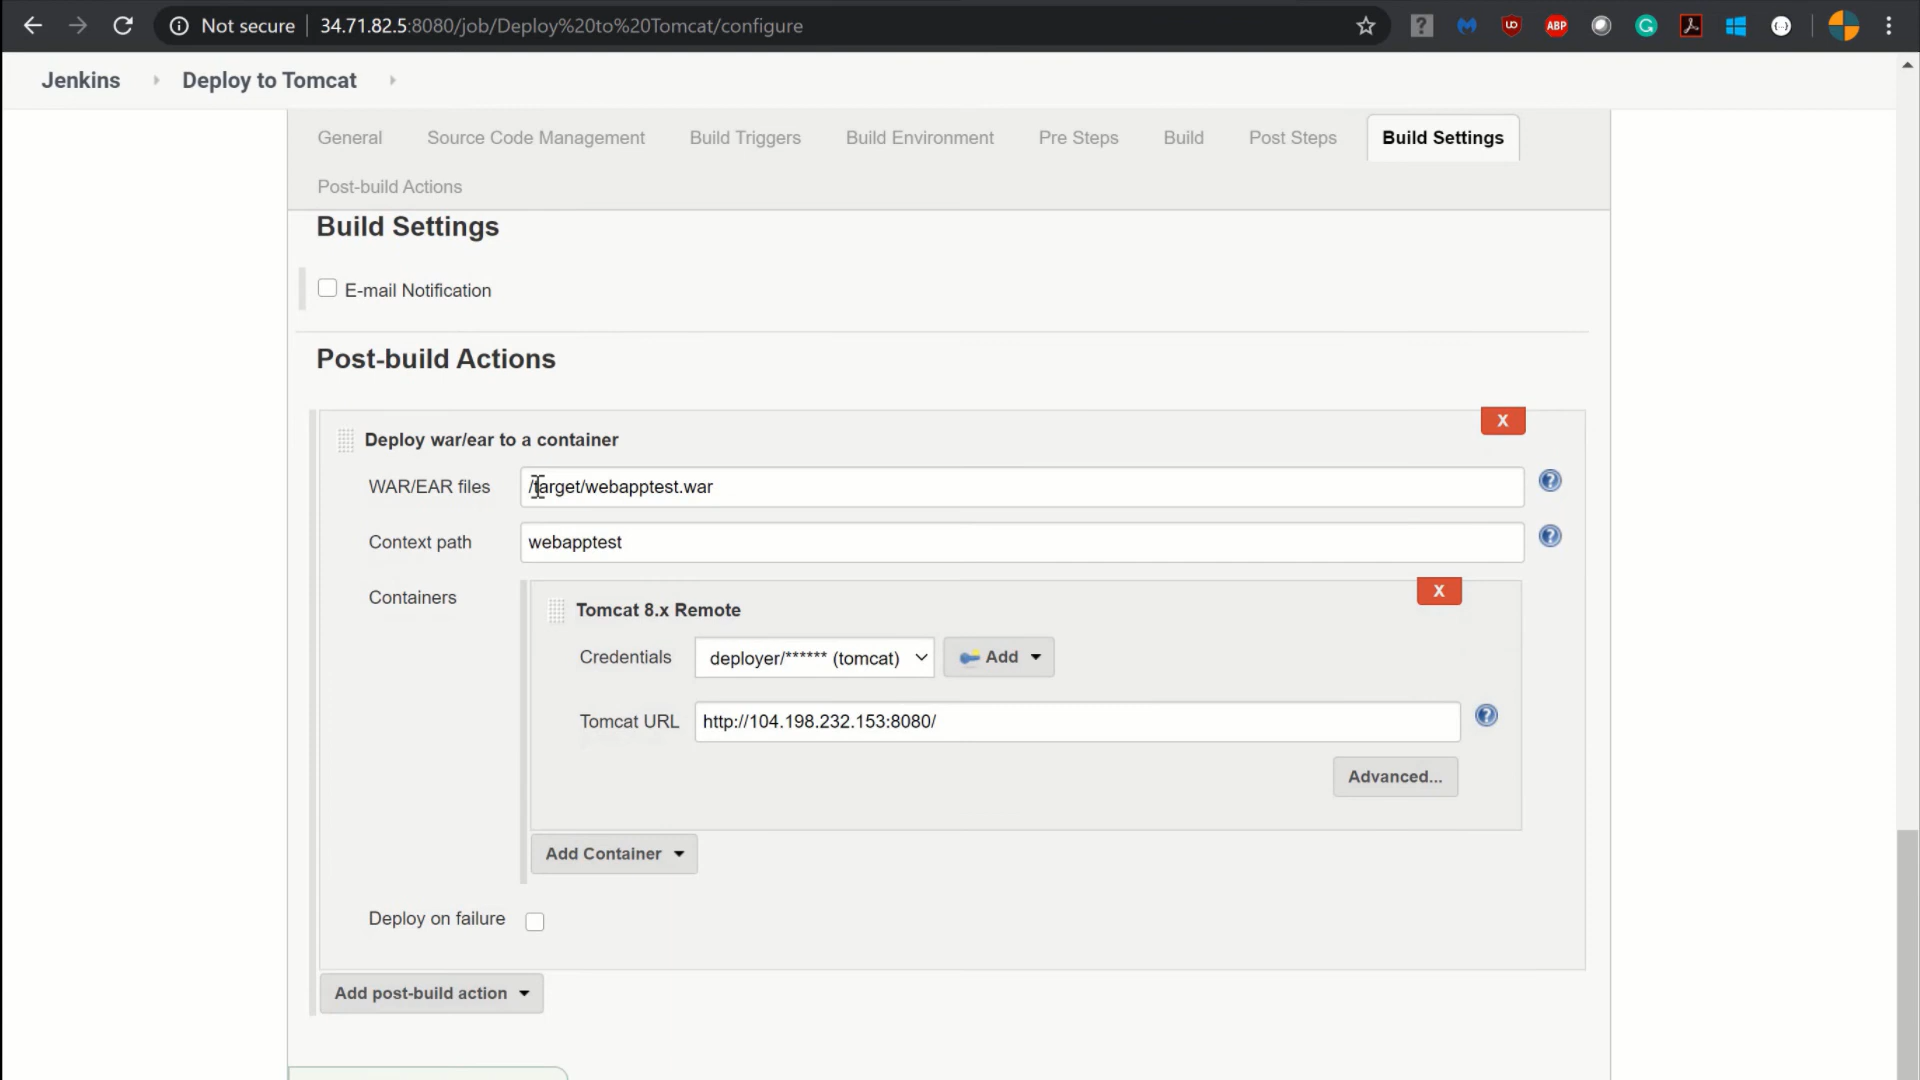 Not secure 34.71.82.5:8080/job/Deploy%20to%20Tomcat/configure
ABP
Jenkins Deploy to Tomcat
General Source Code Management Build Triggers Build Environment Pre Steps Build Post Steps Build Settings
Post-build Actions
Build Settings
E-mail Notification
Post-build Actions
X
Deploy war/ear to a container
WAR/EAR files /target/webapptest.war
Context path webapptest
Containers
X
Tomcat 8.x Remote
Credentials deployer/****** (tomcat) Add
Tomcat URL http://104.198.232.153:8080/
Advanced...
Add Container
Deploy on failure
Add post-build action